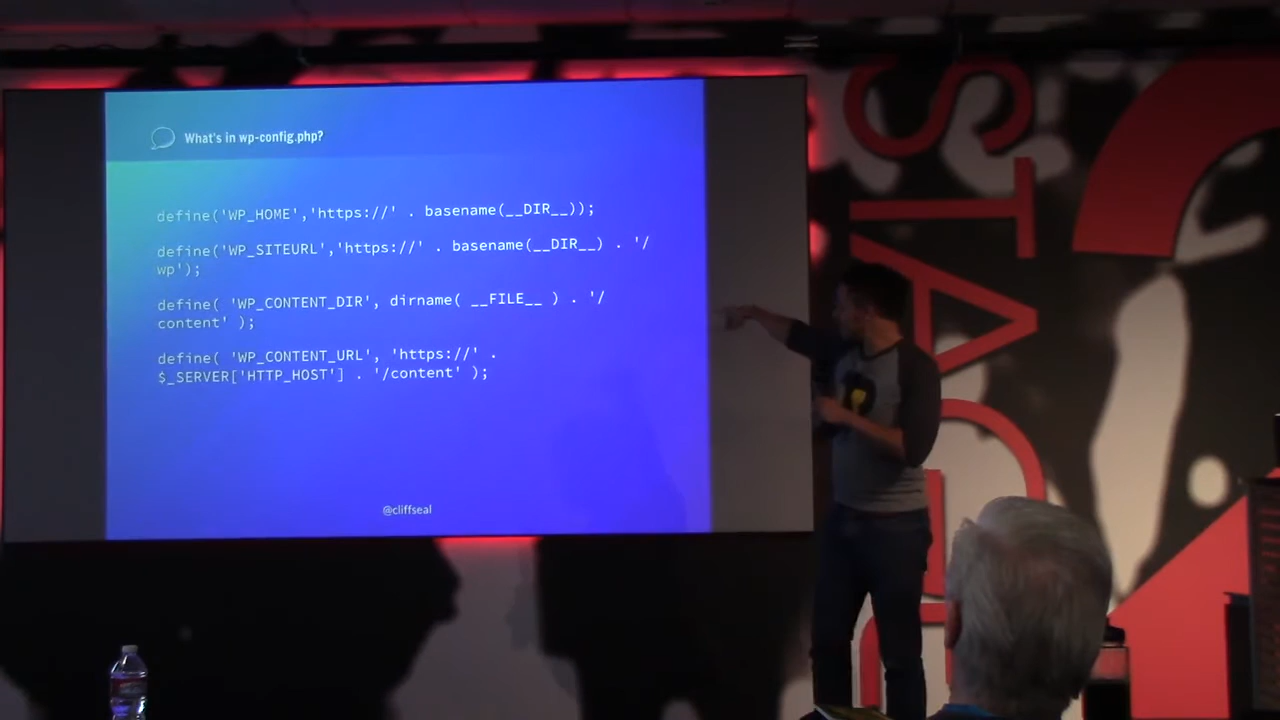 What's in wp-config.php?
define('WP_HOME','https://' . basename(__DIR__));
define('WP_SITEURL','https://' . basename(__DIR__) . '/
wp');
define( 'WP_CONTENT_DIR', dirname( __FILE__ ) . '/
content' );
define( 'WP_CONTENT_URL', 'https://' .
$_SERVER['HTTP_HOST'] . '/content' );
@cliffseal